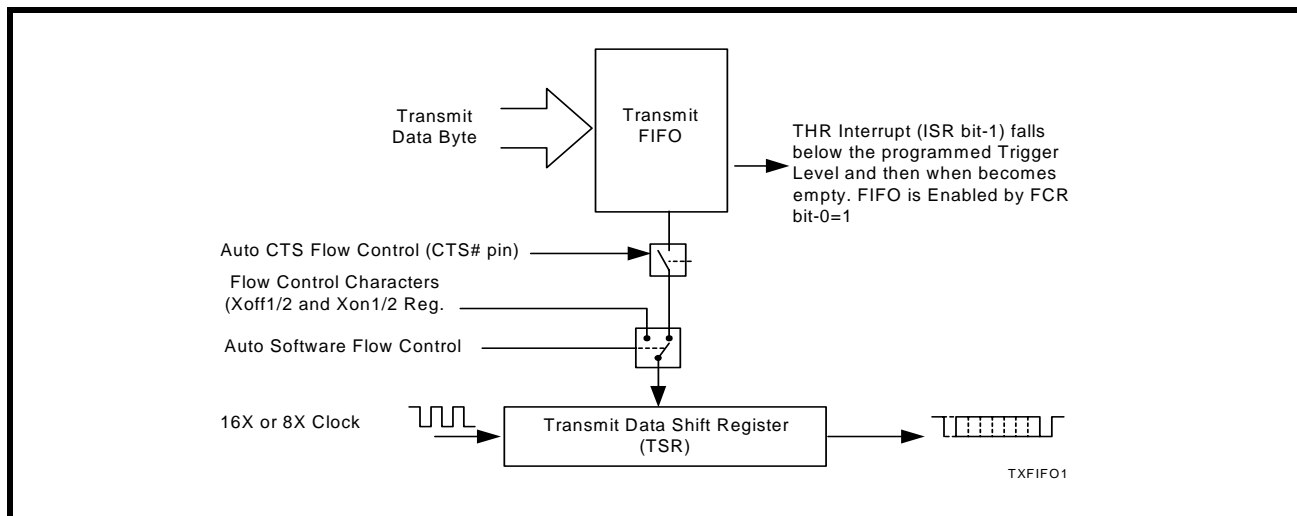 Transmit
Data Byte
Transmit
FIFO
THR Interrupt (ISR bit-1) falls
below the programmed Trigger
Level and then when becomes
empty. FIFO is Enabled by FCR
bit-0=1
Auto CTS Flow Control (CTS# pin)
Flow Control Characters
(Xoff1/2 and Xon1/2 Reg.
Auto Software Flow Control
16X or 8X Clock
Transmit Data Shift Register
(TSR)
TXFIFO1